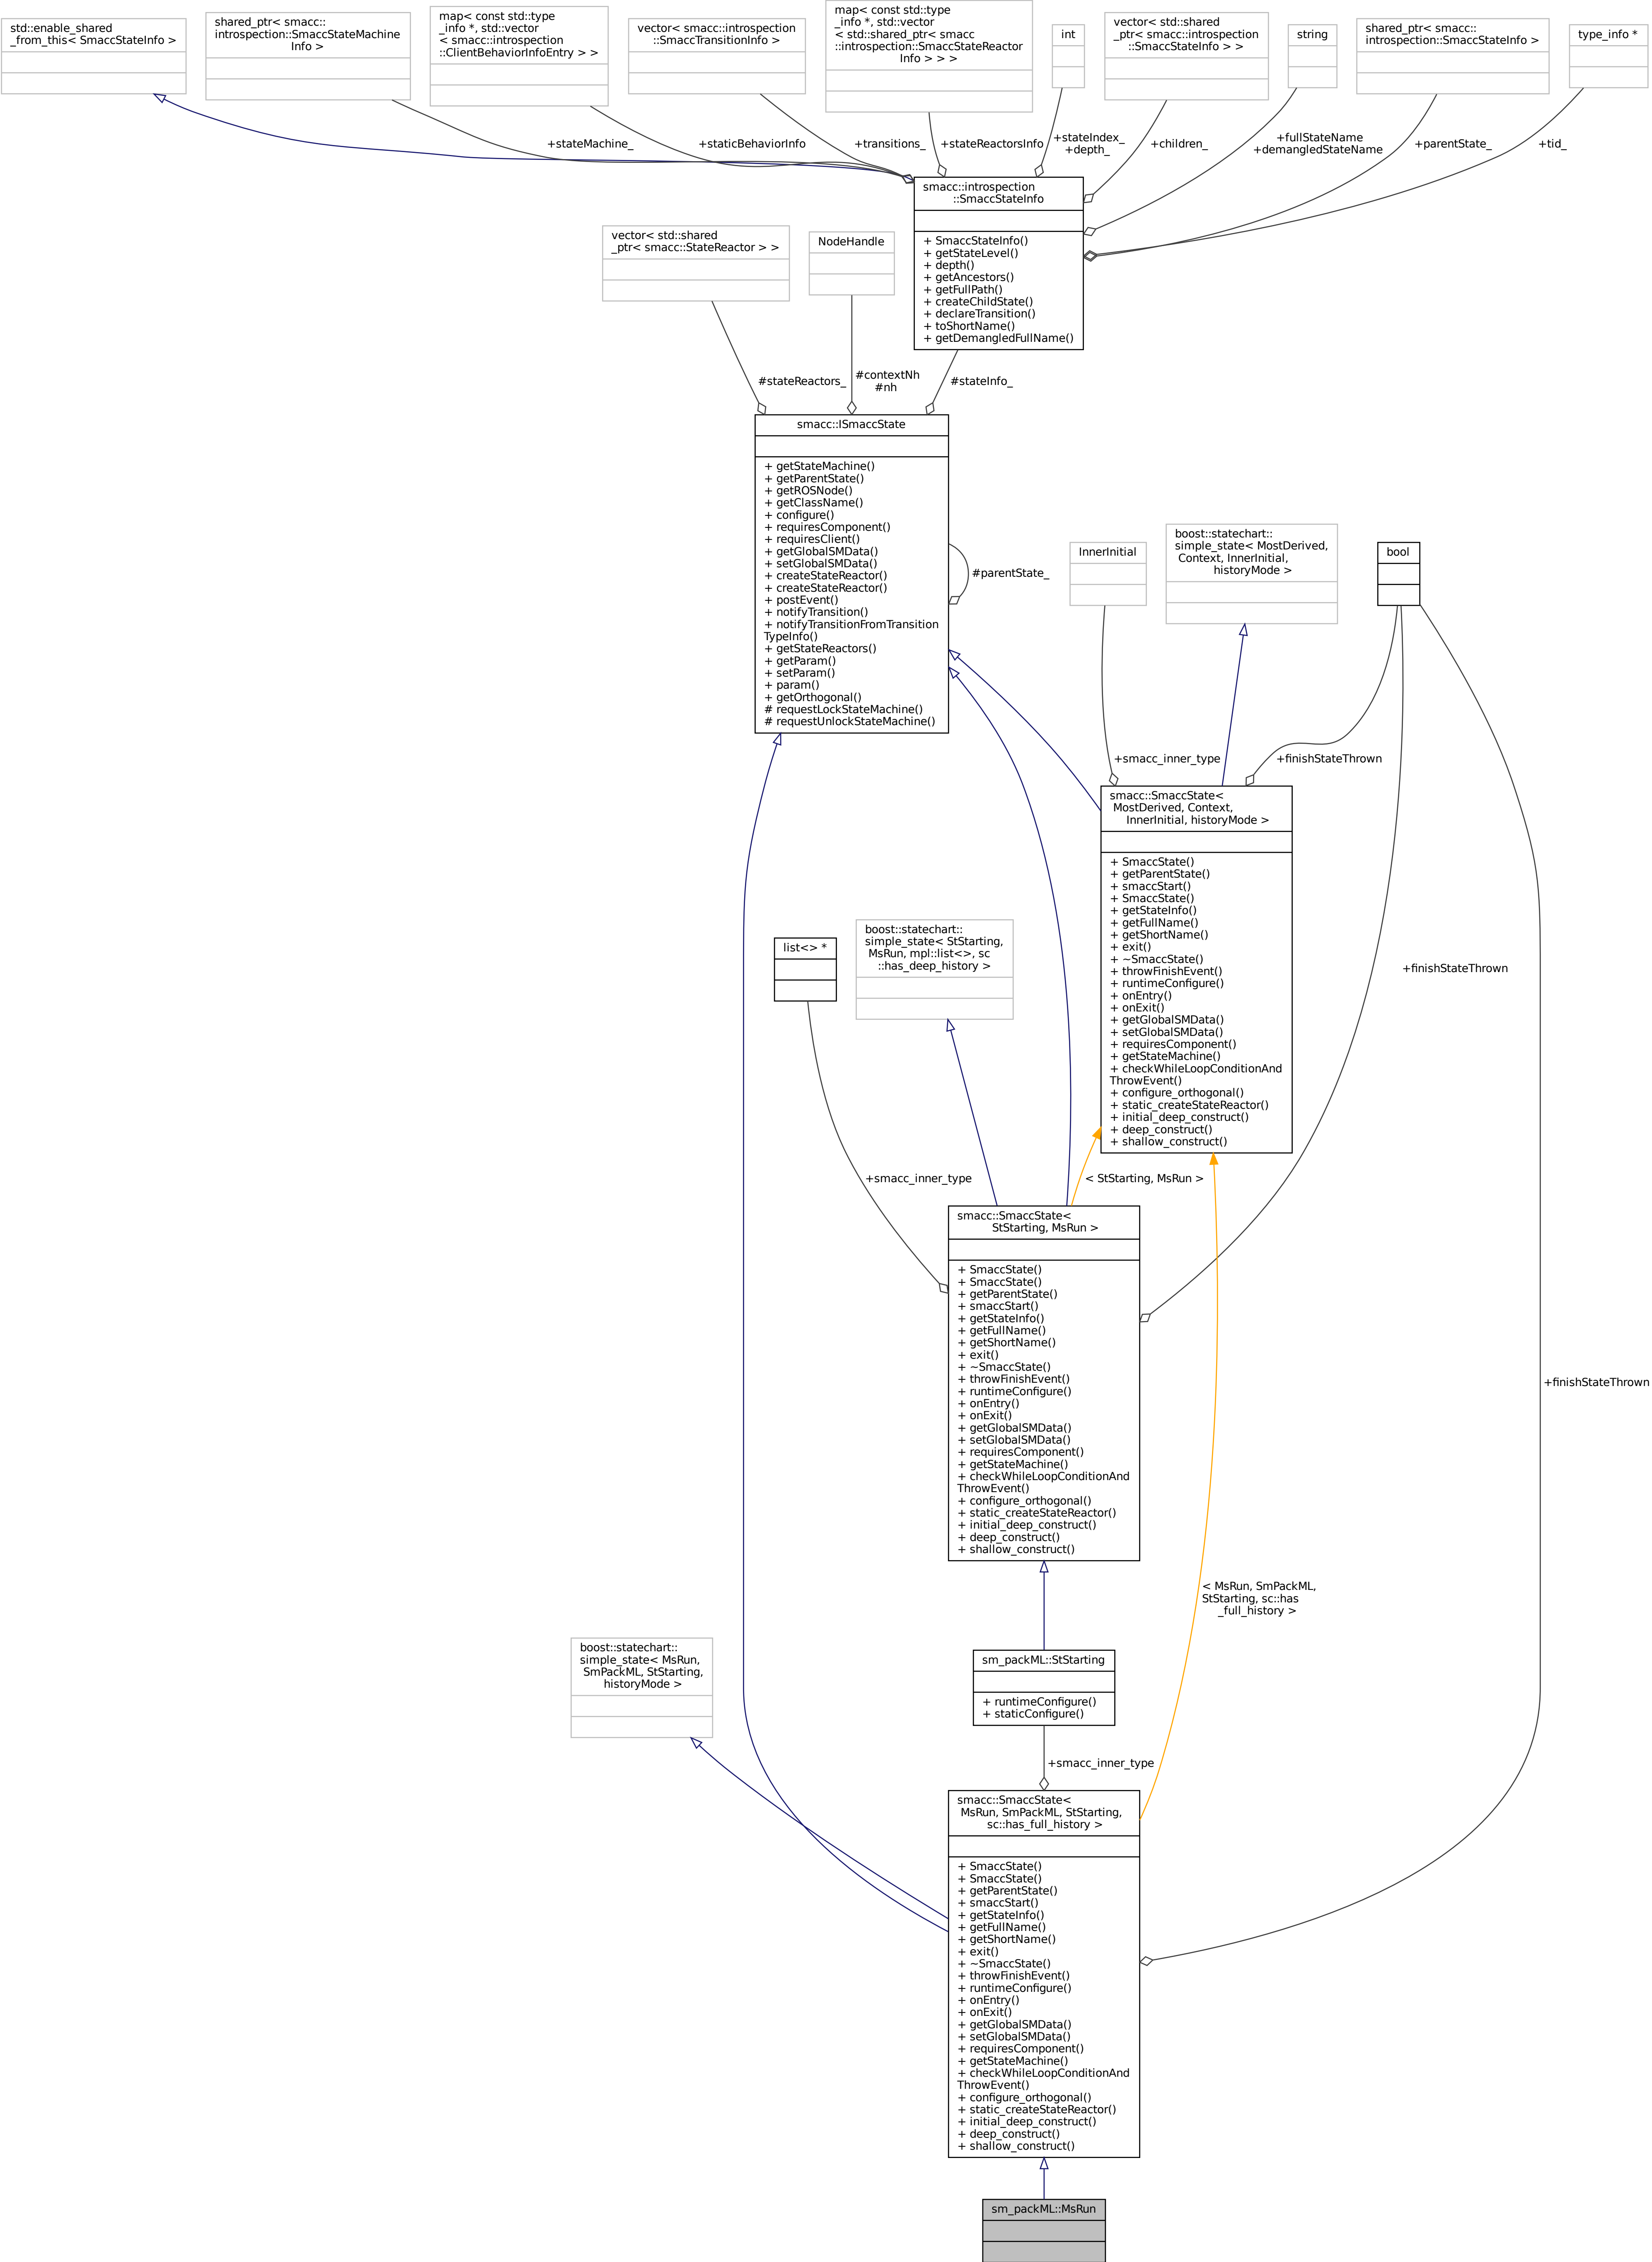 std::enable_shared
_from_this< SmaccStateInfo >
shared_ptr< smacc::
introspection::SmaccStateMachine
Info >
map< const std::type
_info *, std::vector
< smacc::introspection
::ClientBehaviorInfoEntry > >
vector< smacc::introspection
::SmaccTransitionInfo >
map< const std::type
_info *, std::vector
< std::shared_ptr< smacc
::introspection::SmaccStateReactor
Info > > >
int
vector< std::shared
_ptr< smacc::introspection
::SmaccStateInfo > >
string
shared_ptr< smacc::
introspection::SmaccStateInfo >
type_info *
+stateMachine_
+staticBehaviorInfo
+transitions_
+stateReactorsInfo
+stateIndex_
+depth_
+children_
+fullStateName
+demangledStateName
+parentState_
+tid_
smacc::introspection
::SmaccStateInfo
+ SmaccStateInfo()
+ getStateLevel()
+ depth()
+ getAncestors()
+ getFullPath()
+ createChildState()
+ declareTransition()
+ toShortName()
+ getDemangledFullName()
vector< std::shared
_ptr< smacc::StateReactor > >
NodeHandle
#stateReactors_
#contextNh
#nh
#stateInfo_
smacc::ISmaccState
+ getStateMachine()
+ getParentState()
+ getROSNode()
+ getClassName()
+ configure()
+ requiresComponent()
+ requiresClient()
+ getGlobalSMData()
+ setGlobalSMData()
+ createStateReactor()
+ createStateReactor()
+ postEvent()
+ notifyTransition()
+ notifyTransitionFromTransition
TypeInfo()
+ getStateReactors()
+ getParam()
+ setParam()
+ param()
+ getOrthogonal()
# requestLockStateMachine()
# requestUnlockStateMachine()
#parentState_
InnerInitial
boost::statechart::
simple_state< MostDerived,
Context, InnerInitial,
historyMode >
bool
+smacc_inner_type
+finishStateThrown
smacc::SmaccState<
MostDerived, Context,
InnerInitial, historyMode >
+ SmaccState()
+ getParentState()
+ smaccStart()
+ SmaccState()
+ getStateInfo()
+ getFullName()
+ getShortName()
+ exit()
+ ~SmaccState()
+ throwFinishEvent()
+ runtimeConfigure()
+ onEntry()
+ onExit()
+ getGlobalSMData()
+ setGlobalSMData()
+ requiresComponent()
+ getStateMachine()
+ checkWhileLoopConditionAnd
ThrowEvent()
+ configure_orthogonal()
+ static_createStateReactor()
+ initial_deep_construct()
+ deep_construct()
+ shallow_construct()
list<> *
boost::statechart::
simple_state< StStarting,
MsRun, mpl::list<>, sc
::has_deep_history >
+finishStateThrown
+smacc_inner_type
< StStarting, MsRun >
smacc::SmaccState<
StStarting, MsRun >
+ SmaccState()
+ SmaccState()
+ getParentState()
+ smaccStart()
+ getStateInfo()
+ getFullName()
+ getShortName()
+ exit()
+ ~SmaccState()
+ throwFinishEvent()
+ runtimeConfigure()
+ onEntry()
+ onExit()
+ getGlobalSMData()
+ setGlobalSMData()
+ requiresComponent()
+ getStateMachine()
+ checkWhileLoopConditionAnd
ThrowEvent()
+ configure_orthogonal()
+ static_createStateReactor()
+ initial_deep_construct()
+ deep_construct()
+ shallow_construct()
+finishStateThrown
< MsRun, SmPackML,
StStarting, sc::has
_full_history >
boost::statechart::
simple_state< MsRun,
SmPackML, StStarting,
historyMode >
sm_packML::StStarting
+ runtimeConfigure()
+ staticConfigure()
+smacc_inner_type
smacc::SmaccState<
MsRun, SmPackML, StStarting,
sc::has_full_history >
+ SmaccState()
+ SmaccState()
+ getParentState()
+ smaccStart()
+ getStateInfo()
+ getFullName()
+ getShortName()
+ exit()
+ ~SmaccState()
+ throwFinishEvent()
+ runtimeConfigure()
+ onEntry()
+ onExit()
+ getGlobalSMData()
+ setGlobalSMData()
+ requiresComponent()
+ getStateMachine()
+ checkWhileLoopConditionAnd
ThrowEvent()
+ configure_orthogonal()
+ static_createStateReactor()
+ initial_deep_construct()
+ deep_construct()
+ shallow_construct()
sm_packML::MsRun